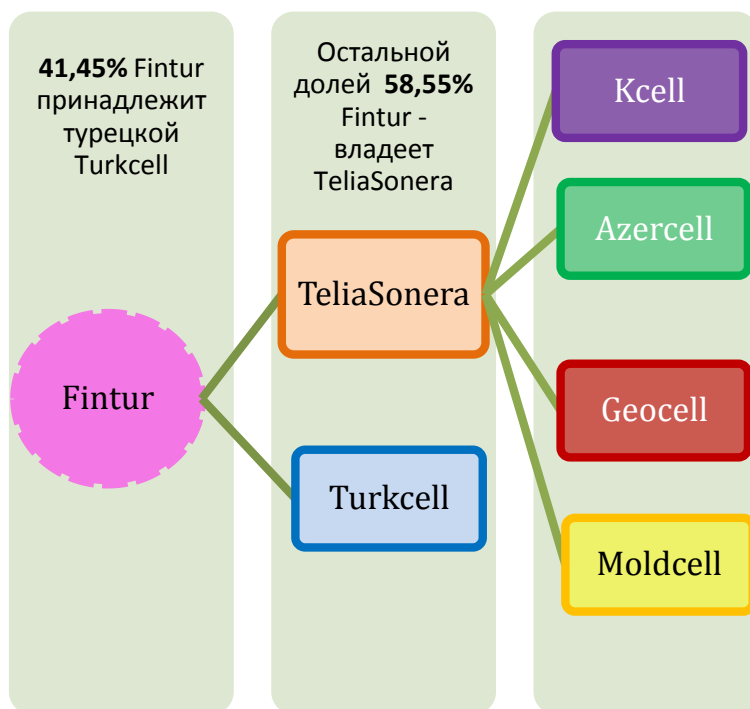 41,45% Fintur
принадлежит
турецкой
Turkcell
Остальной
долей 58,55%
Fintur -
владеет
TeliaSonera
Fintur
TeliaSonera
Turkcell
Kcell
Azercell
Geocell
Moldcell